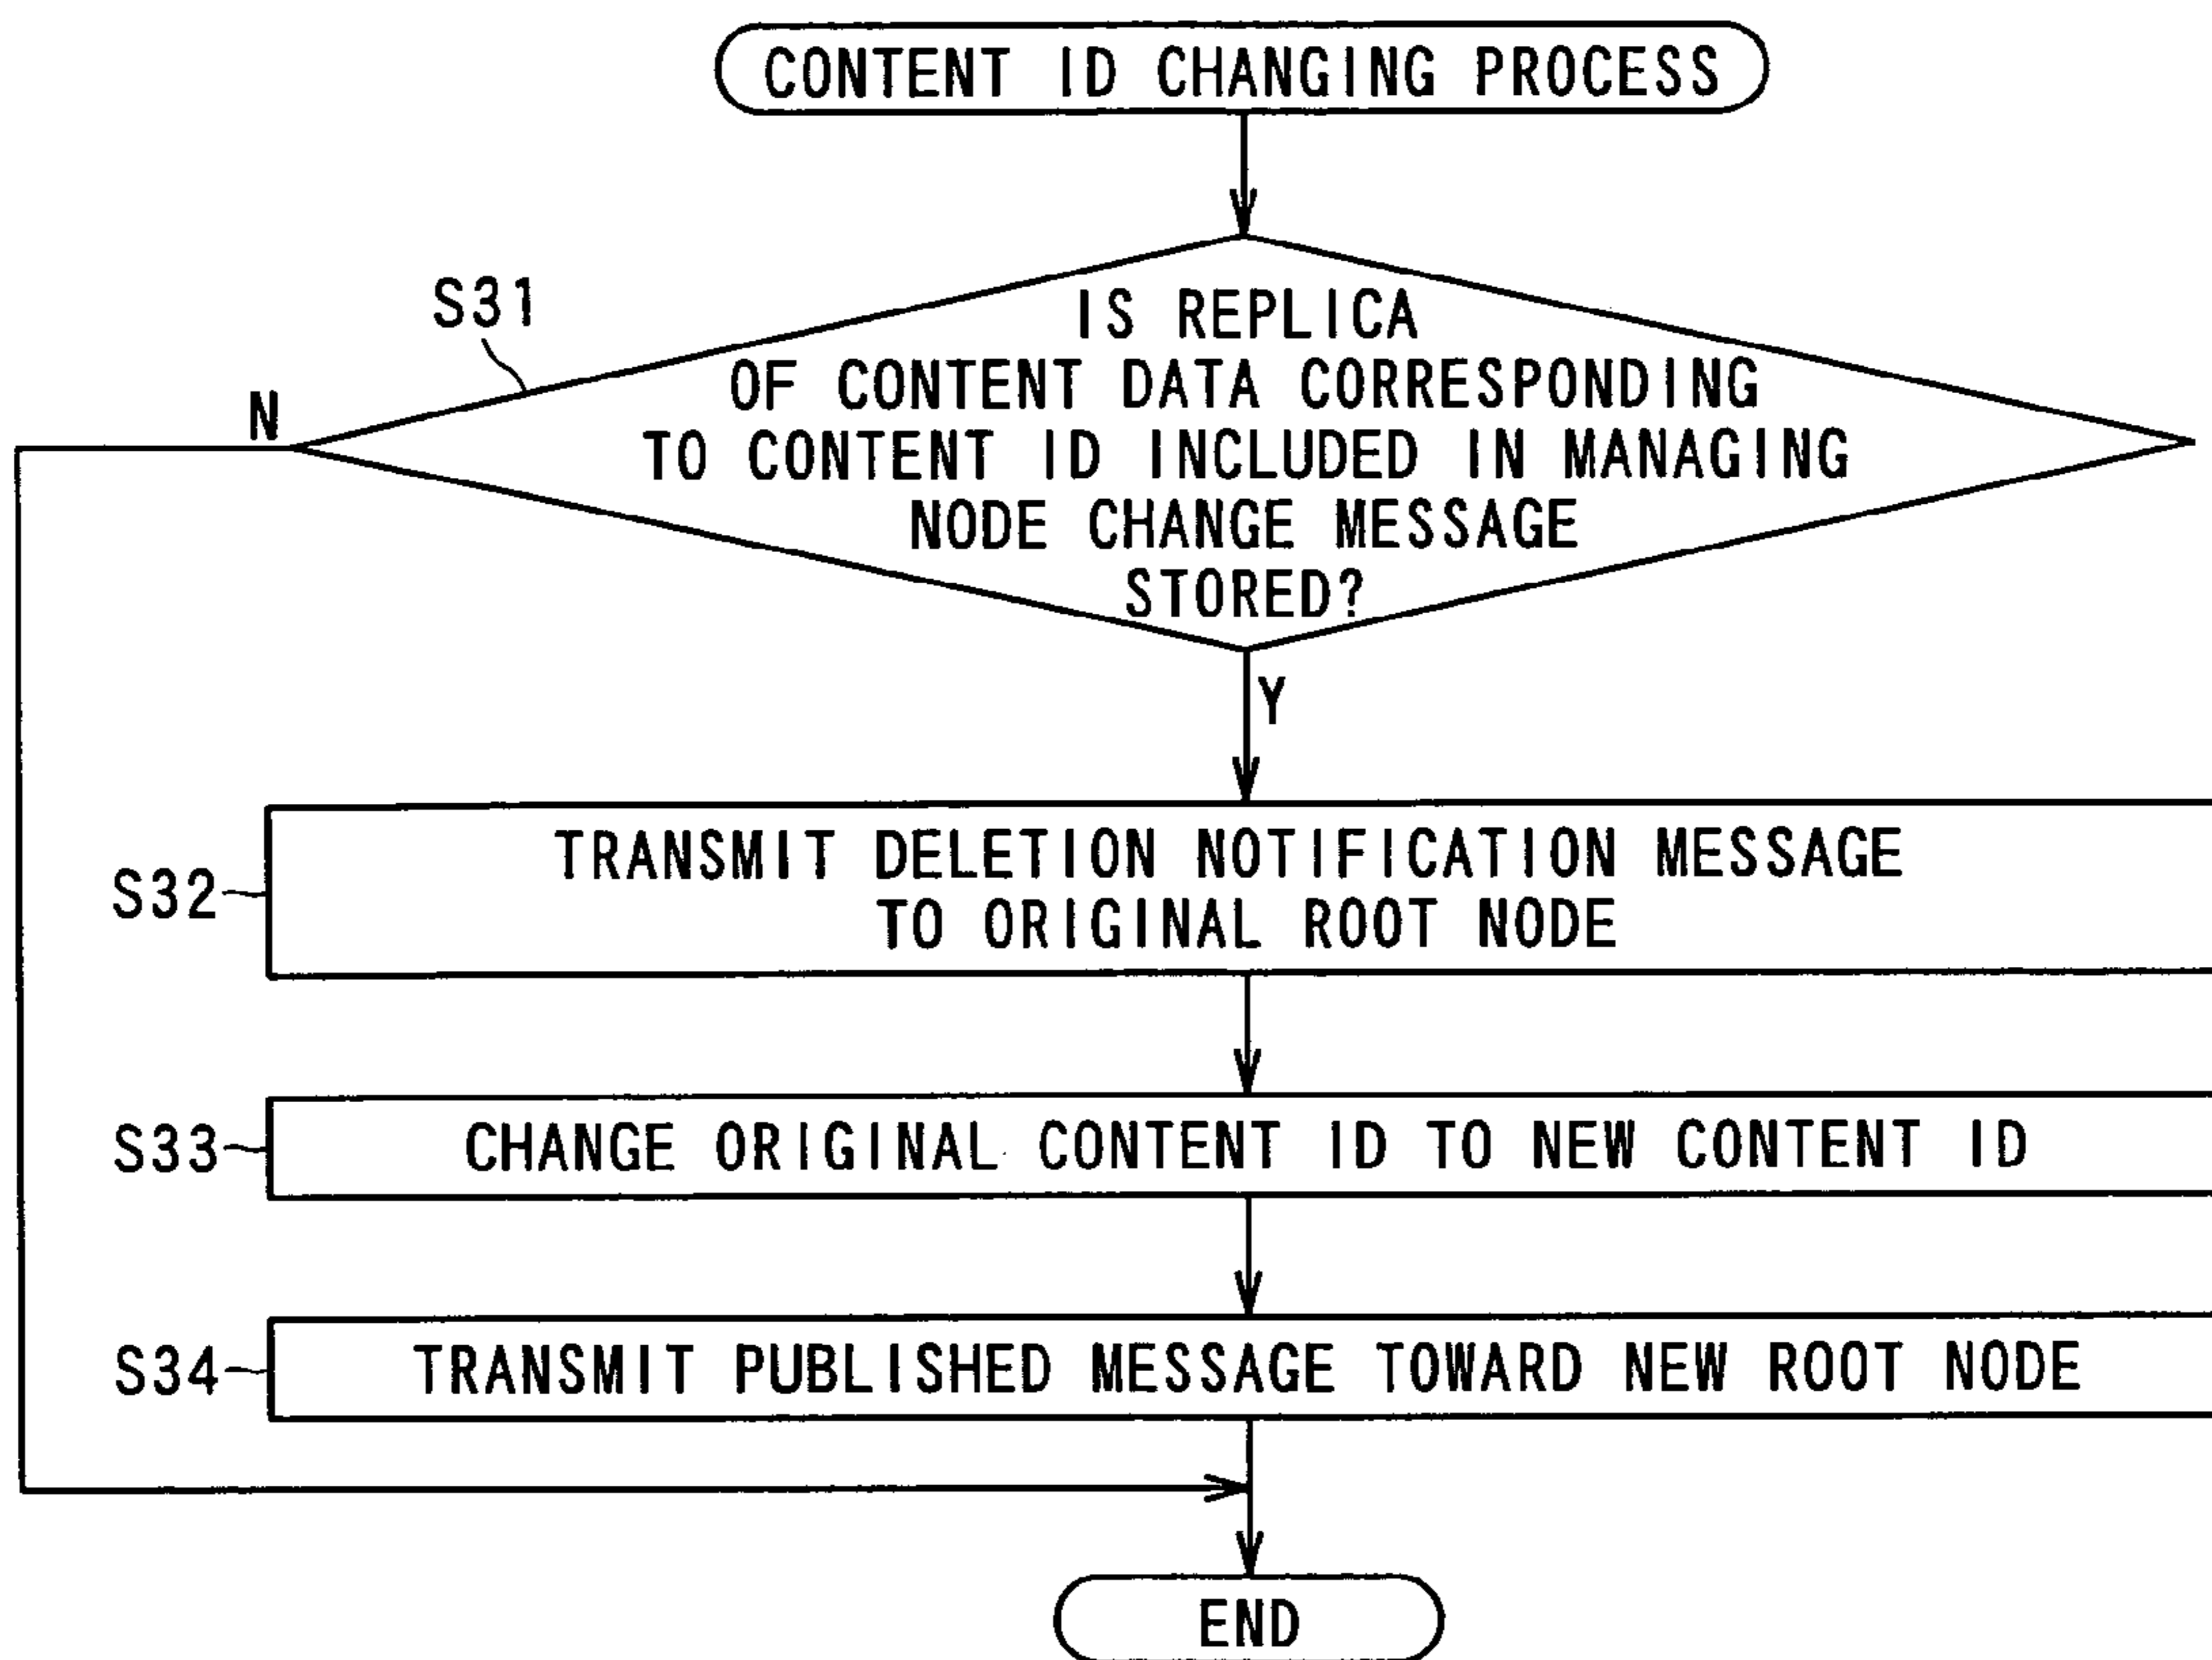 CONTENT ID CHANGING PROCESS
S31
IS REPLICA
OF CONTENT DATA CORRESPONDING
TO CONTENT ID INCLUDED IN MANAGING
NODE CHANGE MESSAGE
STORED?
N
Y
S32
TRANSMIT DELETION NOTIFICATION MESSAGE
TO ORIGINAL ROOT NODE
S33
CHANGE ORIGINAL CONTENT ID TO NEW CONTENT ID
S34
TRANSMIT PUBLISHED MESSAGE TOWARD NEW ROOT NODE
END